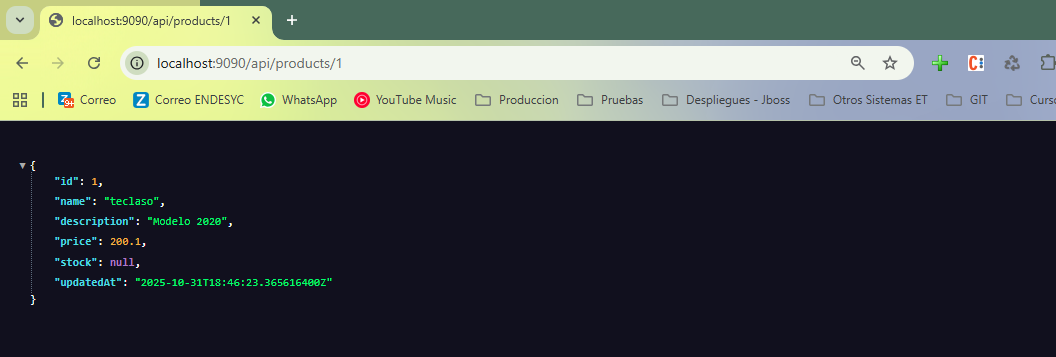 localhost:9090/api/products/1
localhost:9090/api/products/1
Correo Correo ENDESYC WhatsApp YouTube Music Produccion Pruebas Despliegues - Jboss Otros Sistemas ET GIT Curso
{
"id": 1,
"name": "teclaso",
"description": "Modelo 2020",
"price": 200.1,
"stock": null,
"updatedAt": "2025-10-31T18:46:23.365616400Z"
}